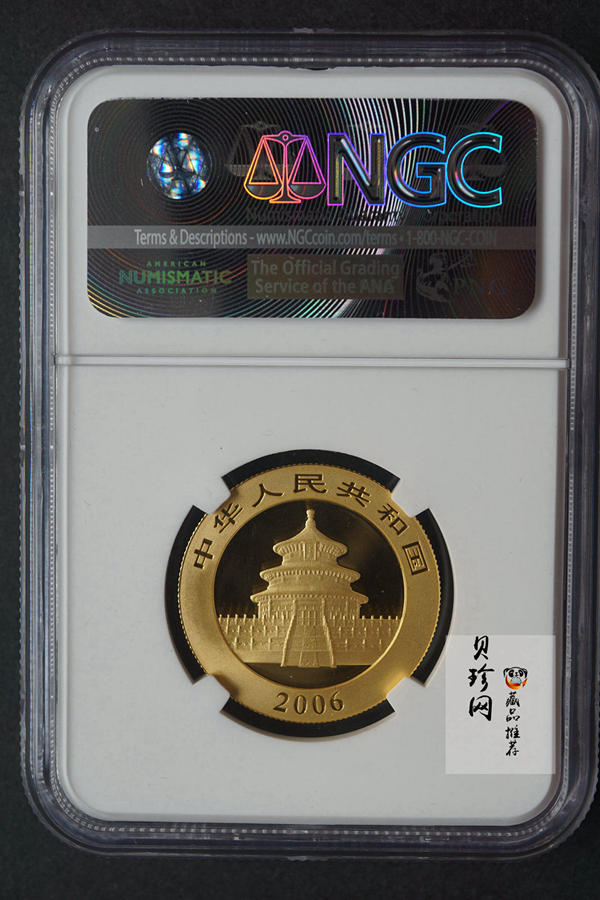 NGC
Terms & Descriptions - www.NGCcoin.com/terms • 1-800-NGC-COIN
AMERICAN
NUMISMATIC
ASSOCIATION
The Official Grading
Service of the ANA
PNG
中华人民共和国
2006
贝珍网
藏品推荐